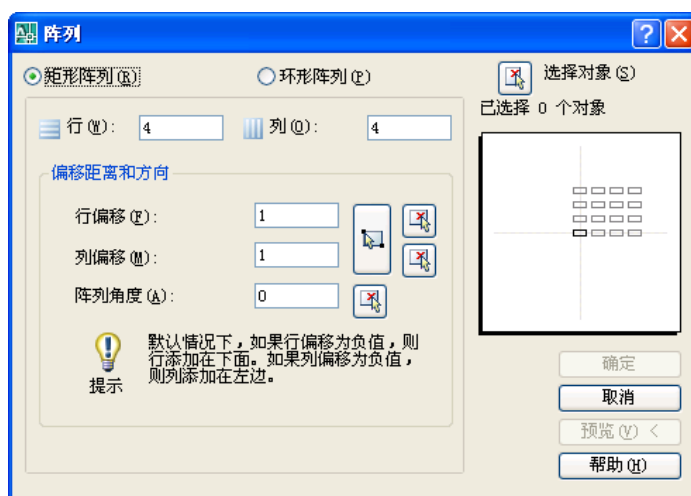 阵列
矩形阵列(R)
环形阵列(P)
选择对象(S)
已选择 0 个对象
行(W):
4
列(O):
4
偏移距离和方向
行偏移(F):
1
列偏移(M):
1
阵列角度(A):
0
提示
默认情况下，如果行偏移为负值，则
行添加在下面。如果列偏移为负值，
则列添加在左边。
确定
取消
预览(V) <
帮助(H)